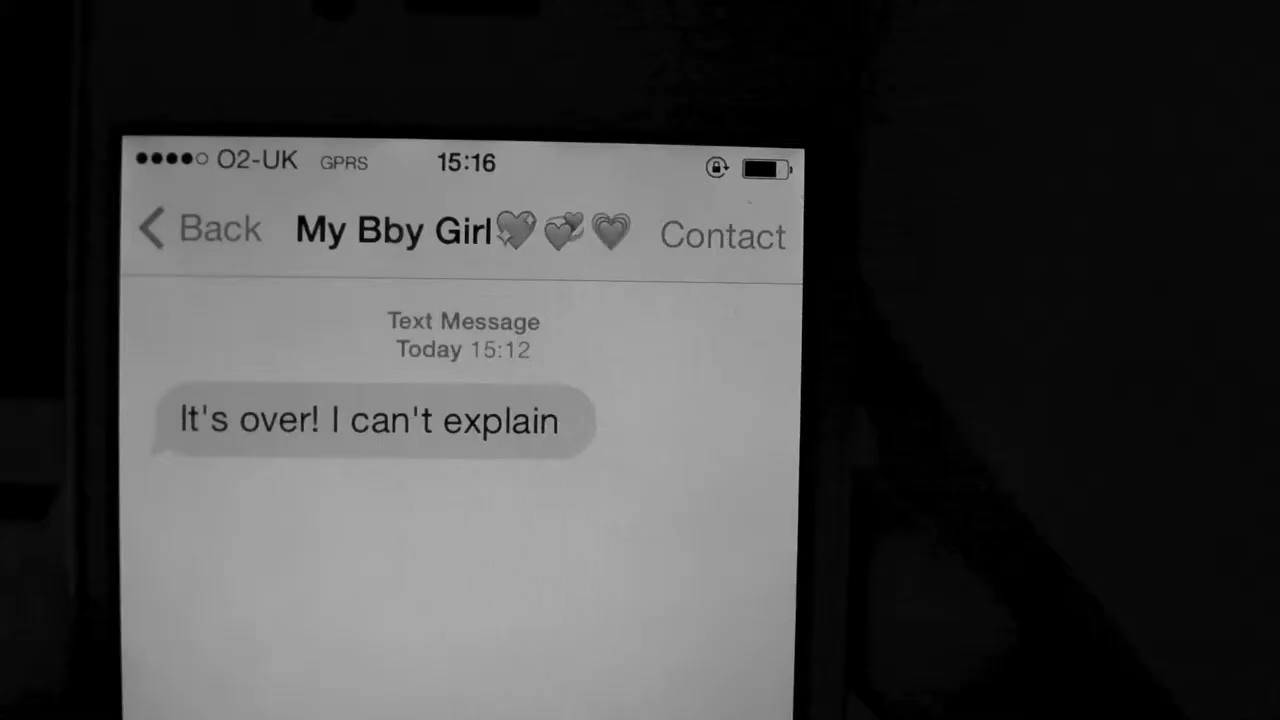 O2-UK GPRS 15:16
Back My Bby Girl💖💞💗 Contact
Text Message
Today 15:12
It's over! I can't explain